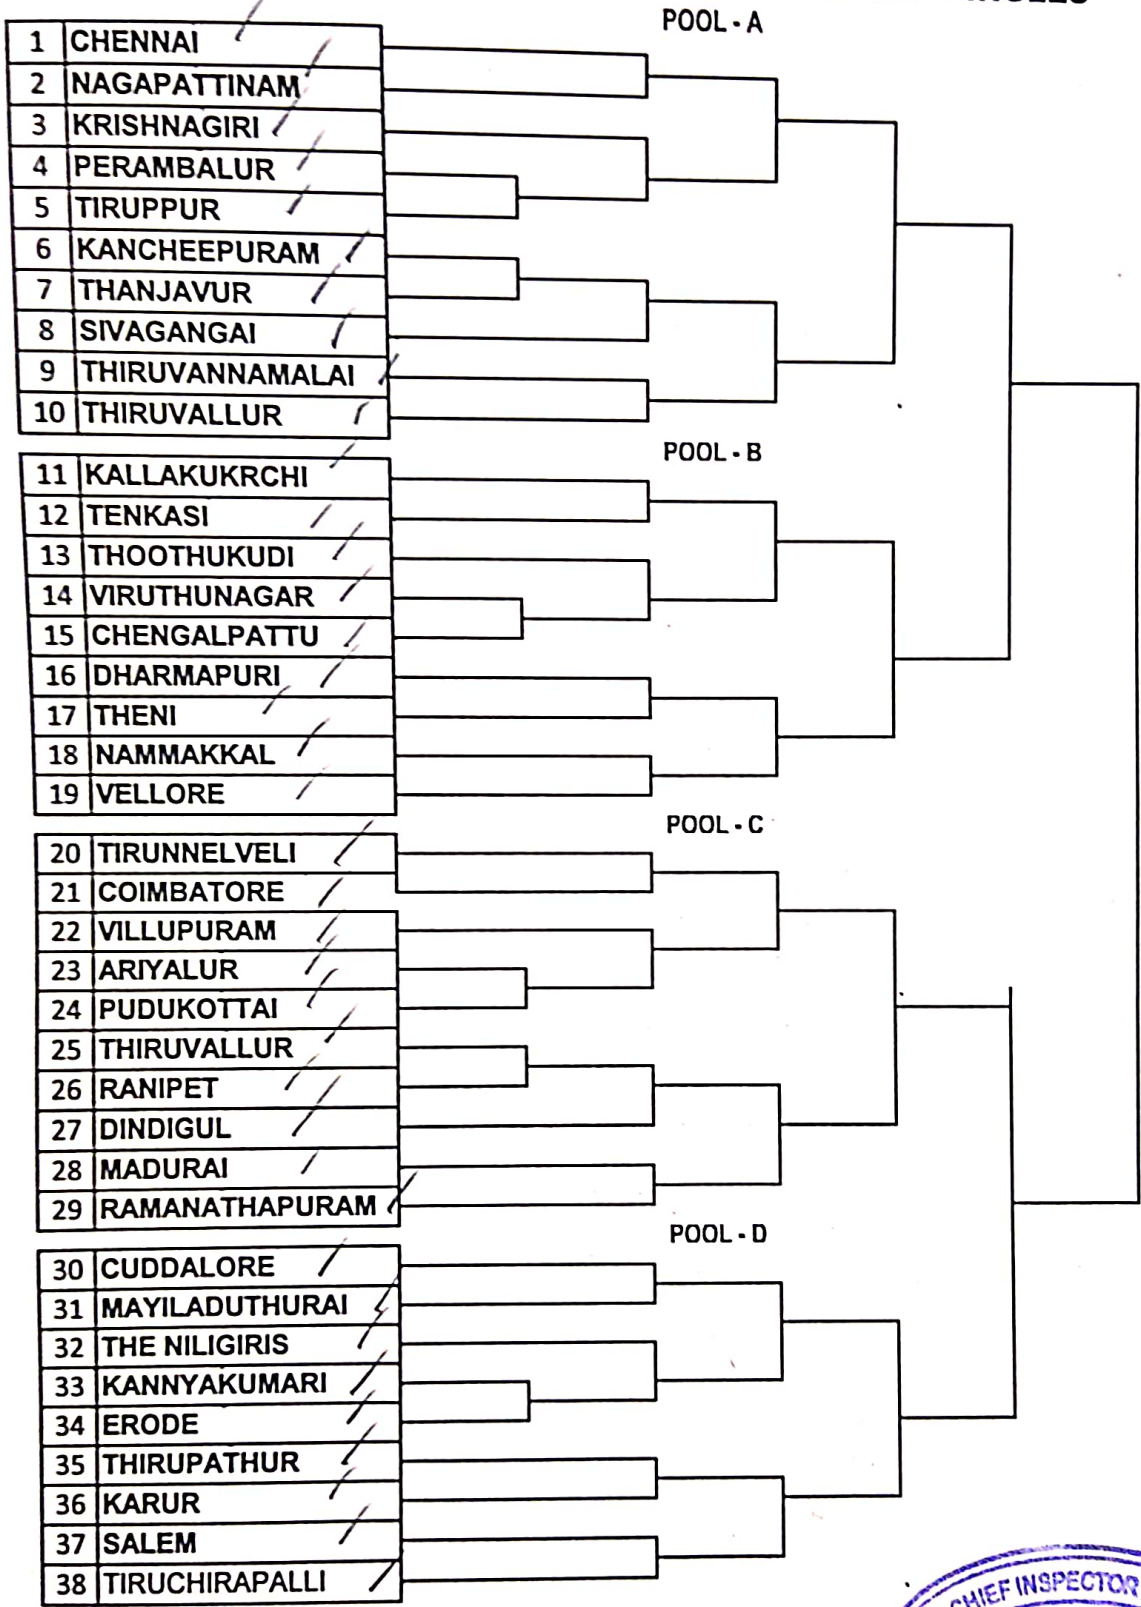 POOL - A
1 CHENNAI
2 NAGAPATTINAM
3 KRISHNAGIRI
4 PERAMBALUR
5 TIRUPPUR
6 KANCHEEPURAM
7 THANJAVUR
8 SIVAGANGAI
9 THIRUVANNAMALAI
10 THIRUVALLUR
POOL - B
11 KALLAKUKRCHI
12 TENKASI
13 THOOTHUKUDI
14 VIRUTHUNAGAR
15 CHENGALPATTU
16 DHARMAPURI
17 THENI
18 NAMMAKKAL
19 VELLORE
POOL - C
20 TIRUNNELVELI
21 COIMBATORE
22 VILLUPURAM
23 ARIYALUR
24 PUDUKOTTAI
25 THIRUVALLUR
26 RANIPET
27 DINDIGUL
28 MADURAI
29 RAMANATHAPURAM
POOL - D
30 CUDDALORE
31 MAYILADUTHURAI
32 THE NILIGIRIS
33 KANNYAKUMARI
34 ERODE
35 THIRUPATHUR
36 KARUR
37 SALEM
38 TIRUCHIRAPALLI
CHIEF INSPECTOR